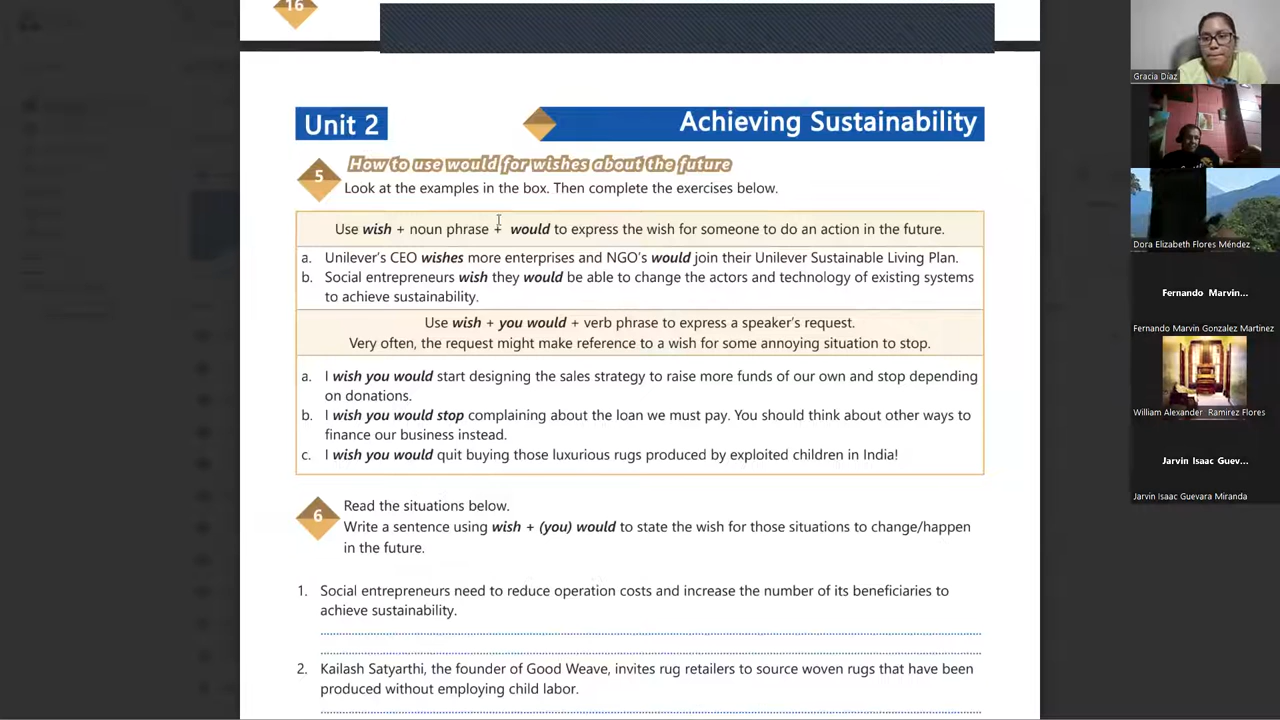 16
Gracia Díaz
Unit 2
Achieving Sustainability
5
How to use would for wishes about the future
Look at the examples in the box. Then complete the exercises below.
Use wish + noun phrase + would to express the wish for someone to do an action in the future.
a. Unilever's CEO wishes more enterprises and NGO's would join their Unilever Sustainable Living Plan.
b. Social entrepreneurs wish they would be able to change the actors and technology of existing systems
to achieve sustainability.
Use wish + you would + verb phrase to express a speaker's request.
Very often, the request might make reference to a wish for some annoying situation to stop.
a. I wish you would start designing the sales strategy to raise more funds of our own and stop depending
on donations.
b. I wish you would stop complaining about the loan we must pay. You should think about other ways to
finance our business instead.
c. I wish you would quit buying those luxurious rugs produced by exploited children in India!
6
Read the situations below.
Write a sentence using wish + (you) would to state the wish for those situations to change/happen
in the future.
1. Social entrepreneurs need to reduce operation costs and increase the number of its beneficiaries to
achieve sustainability.
2. Kailash Satyarthi, the founder of Good Weave, invites rug retailers to source woven rugs that have been
produced without employing child labor.
Dora Elizabeth Flores Méndez
Fernando Marvin...
Fernando Marvin Gonzalez Martinez
William Alexander Ramirez Flores
Jarvin Isaac Guev...
Jarvin Isaac Guevara Miranda